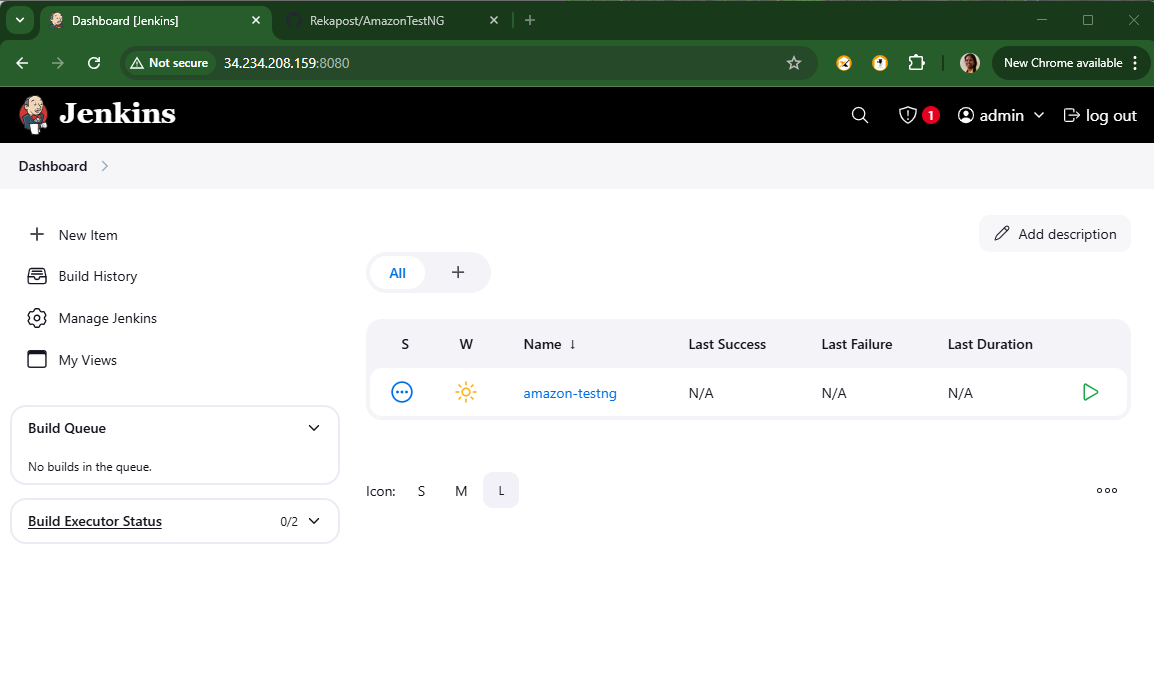 Dashboard [Jenkins]
Rekapost/AmazonTestNG
Not secure
34.234.208.159:8080
New Chrome available
Jenkins
1
admin
log out
Dashboard
New Item
Build History
Manage Jenkins
My Views
Build Queue
No builds in the queue.
Build Executor Status 0/2
Add description
All
S W Name ↓ Last Success Last Failure Last Duration
amazon-testng N/A N/A N/A
Icon: S M L